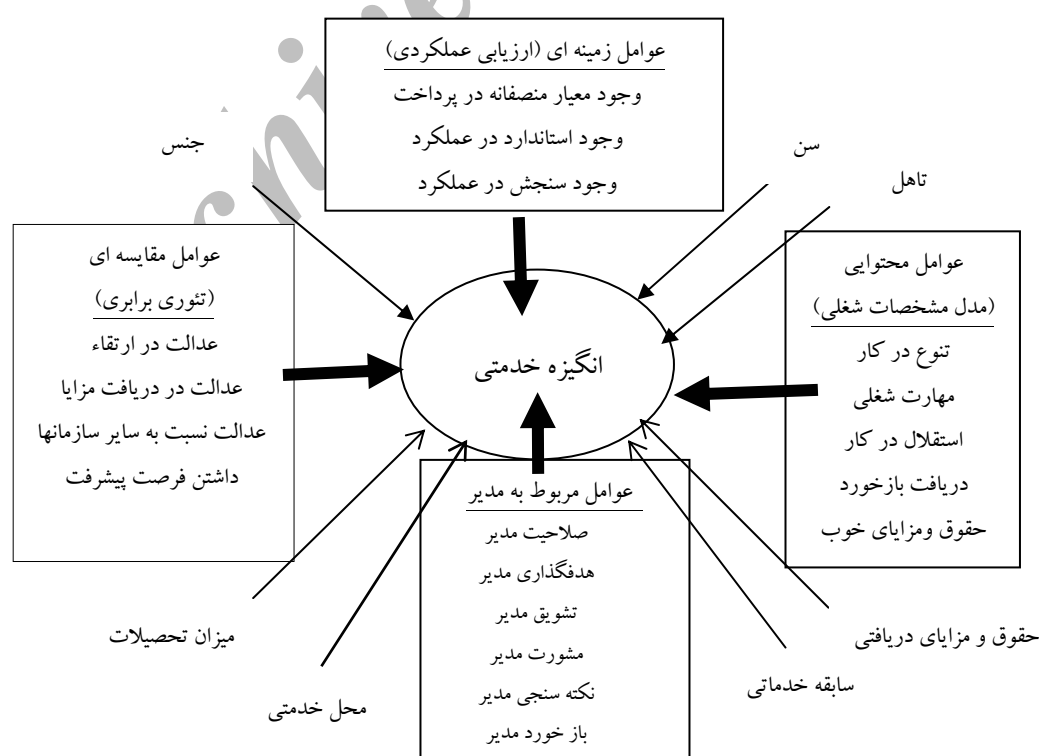 عوامل زمینه ای (ارزیابی عملکردی)
وجود معیار منصفانه در پرداخت
وجود استاندارد در عملکرد
وجود سنجش در عملکرد
سن
تاهل
جنس
عوامل محتوایی
(مدل مشخصات شغلی)
تنوع در کار
مهارت شغلی
استقلال در کار
دریافت بازخورد
حقوق ومزایای خوب
انگیزه خدمتی
عوامل مقایسه ای
(تئوری برابری)
عدالت در ارتقاء
عدالت در دریافت مزایا
عدالت نسبت به سایر سازمانها
داشتن فرصت پیشرفت
عوامل مربوط به مدیر
صلاحیت مدیر
هدفگذاری مدیر
تشویق مدیر
مشورت مدیر
نکته سنجی مدیر
باز خورد مدیر
حقوق و مزایای دریافتی
سابقه خدماتی
میزان تحصیلات
محل خدمتی